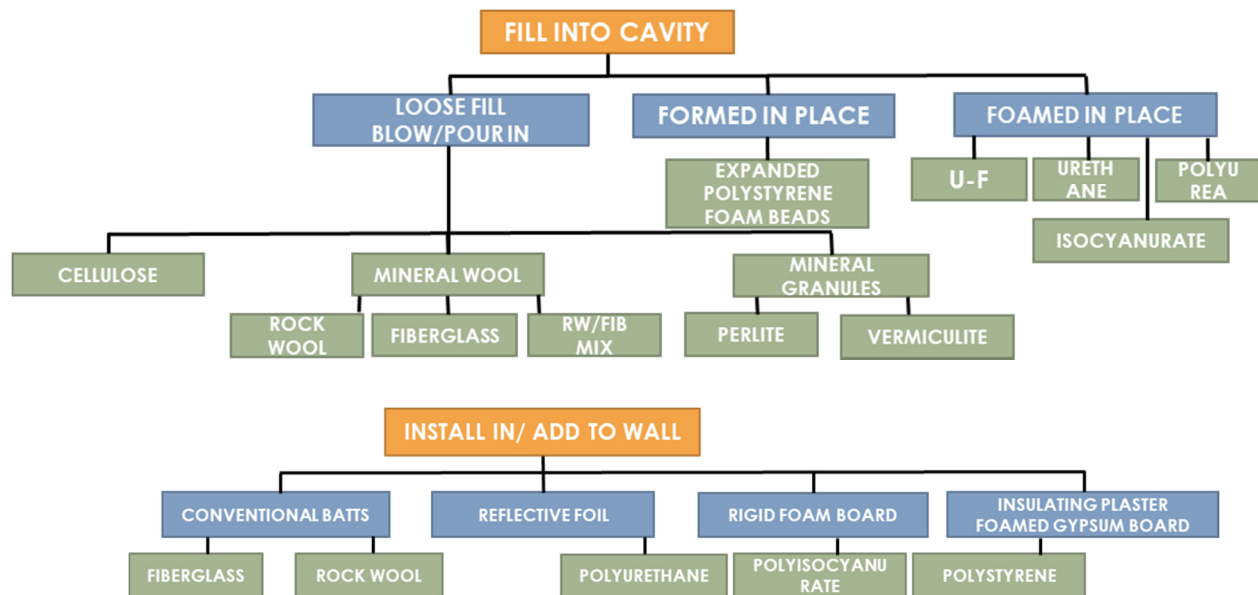 FILL INTO CAVITY
LOOSE FILL
BLOW/POUR IN
FORMED IN PLACE
FOAMED IN PLACE
EXPANDED
POLYSTYRENE
FOAM BEADS
U-F
URETH
ANE
POLYU
REA
ISOCYANURATE
CELLULOSE
MINERAL WOOL
MINERAL
GRANULES
ROCK
WOOL
FIBERGLASS
RW/FIB
MIX
PERLITE
VERMICULITE
INSTALL IN/ ADD TO WALL
CONVENTIONAL BATTS
REFLECTIVE FOIL
RIGID FOAM BOARD
INSULATING PLASTER
FOAMED GYPSUM BOARD
FIBERGLASS
ROCK WOOL
POLYURETHANE
POLYISOCYANU
RATE
POLYSTYRENE